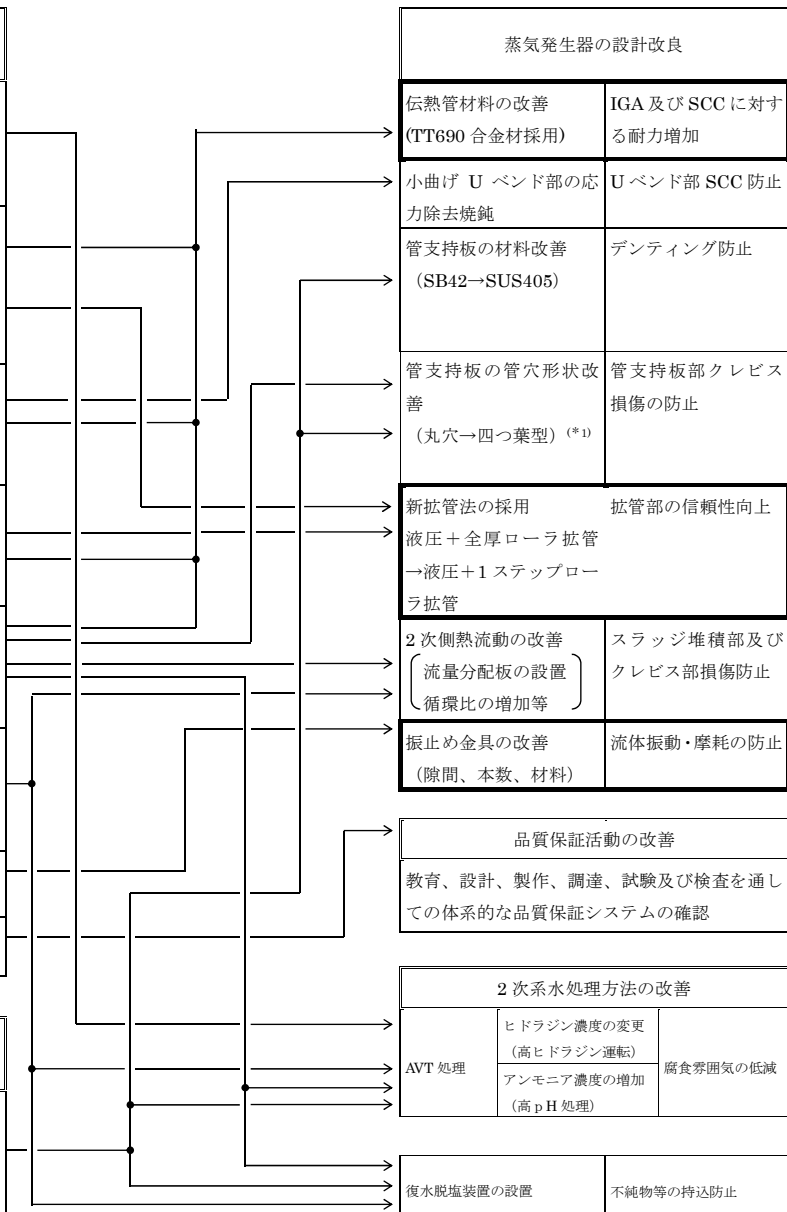 蒸気発生器の設計改良
伝熱管材料の改善
(TT690 合金材採用)
IGA 及び SCC に対す
る耐力増加
小曲げ U ベンド部の応
力除去焼鈍
U ベンド部 SCC 防止
管支持板の材料改善
（SB42→SUS405）
デンティング防止
管支持板の管穴形状改
善
（丸穴→四つ葉型）(*1)
管支持板部クレビス
損傷の防止
新拡管法の採用
液圧＋全厚ローラ拡管
→液圧＋1 ステップロー
ラ拡管
拡管部の信頼性向上
2 次側熱流動の改善
流量分配板の設置
循環比の増加等
スラッジ堆積部及び
クレビス部損傷防止
振止め金具の改善
（隙間、本数、材料）
流体振動・摩耗の防止
品質保証活動の改善
教育、設計、製作、調達、試験及び検査を通し
ての体系的な品質保証システムの確認
2 次系水処理方法の改善
AVT 処理
ヒドラジン濃度の変更
（高ヒドラジン運転）
アンモニア濃度の増加
（高 p H 処理）
腐食雰囲気の低減
復水脱塩装置の設置
不純物等の持込防止